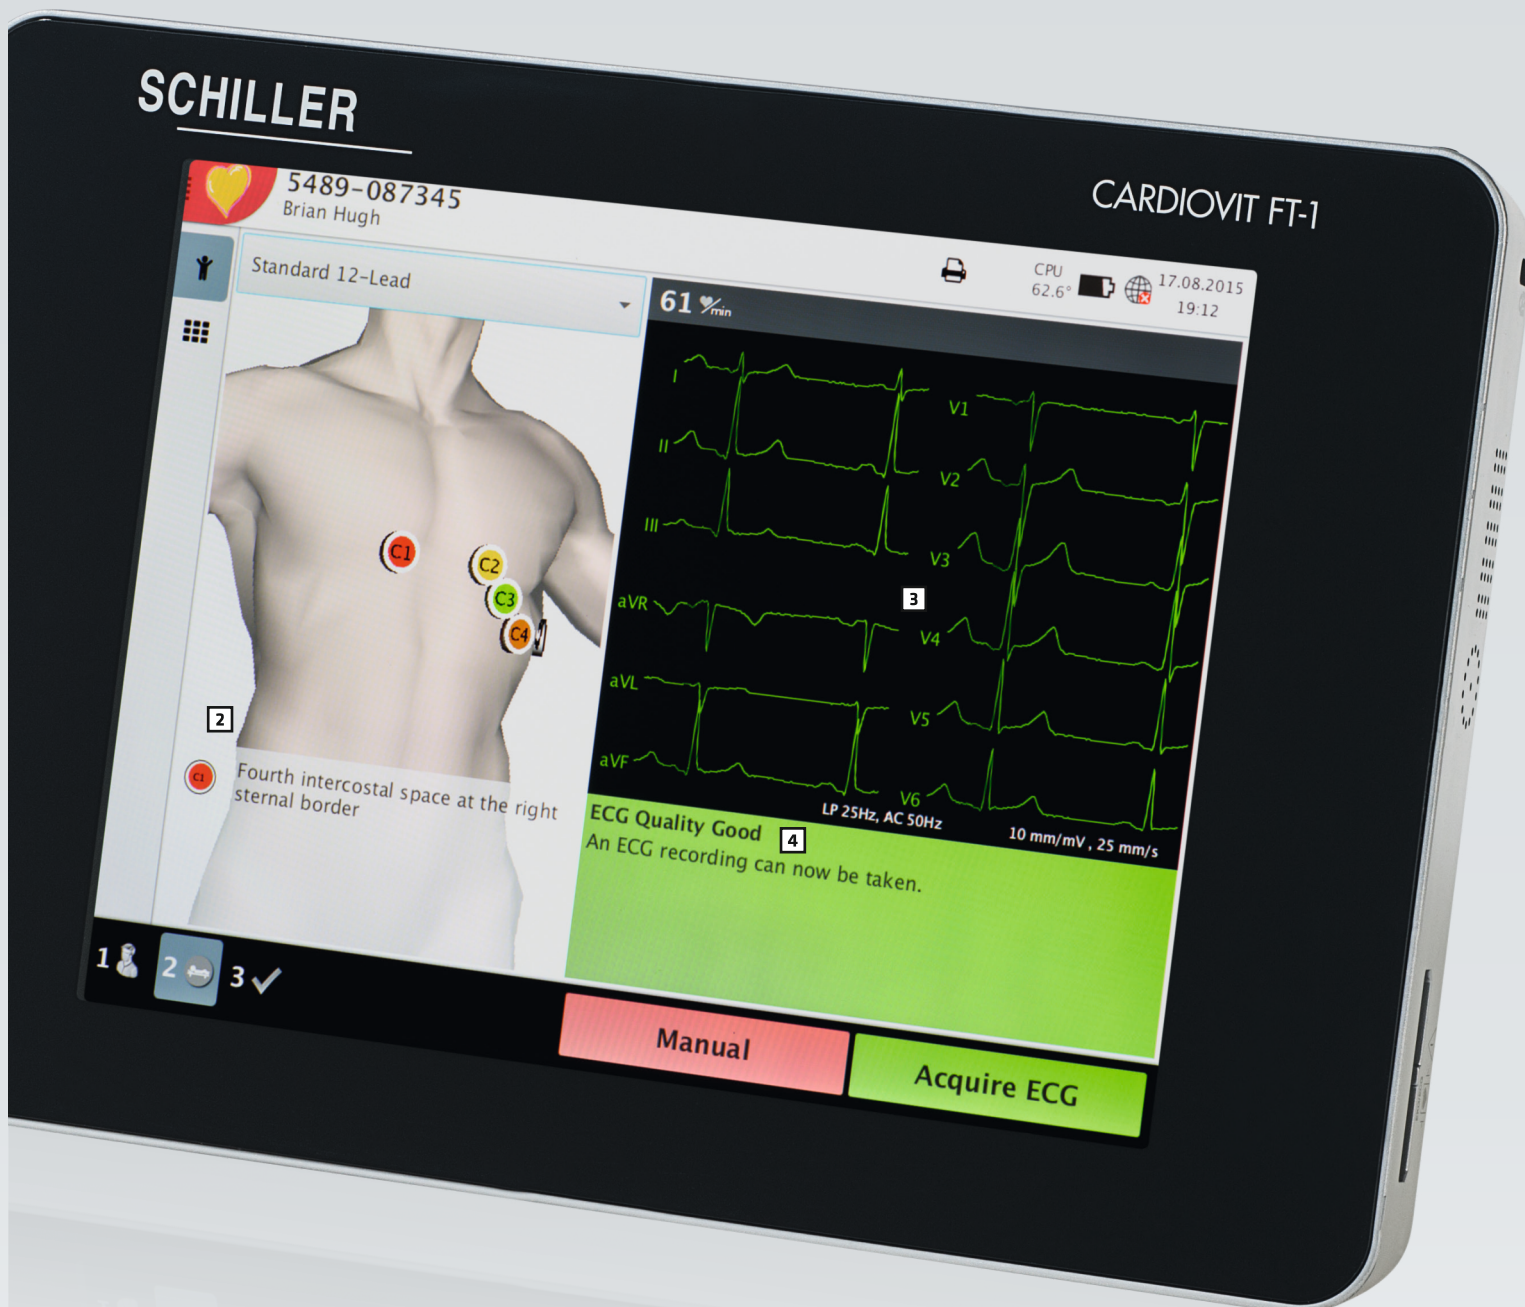 SCHILLER
CARDIOVIT FT-1
5489-087345
Brian Hugh
CPU
62.6°
17.08.2015
19:12
Standard 12-Lead
61 /min
I
II
III
aVR
aVL
aVF
V1
V2
V3
V4
V5
V6
C1
C2
C3
C4
2
3
C1
Fourth intercostal space at the right
sternal border
LP 25Hz, AC 50Hz
10 mm/mV, 25 mm/s
ECG Quality Good
4
An ECG recording can now be taken.
1
2
3
Manual
Acquire ECG